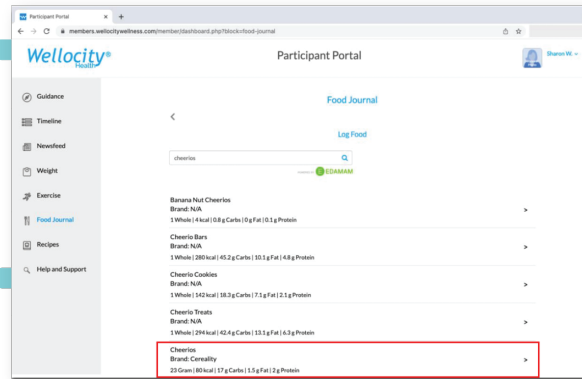 Participant Portal
members.wellocitywellness.com/member/dashboard.php?block=food-journal
Wellocity®
Health
Participant Portal
Sharon W.
Guidance
Timeline
Newsfeed
Weight
Exercise
Food Journal
Recipes
Help and Support
Food Journal
Log Food
cheerios
EDAMAM
Banana Nut Cheerios
Brand: N/A
1 Whole | 4 kcal | 0.8 g Carbs | 0 g Fat | 0.1 g Protein
Cheerio Bars
Brand: N/A
1 Whole | 280 kcal | 45.2 g Carbs | 10.1 g Fat | 4.8 g Protein
Cheerio Cookies
Brand: N/A
1 Whole | 142 kcal | 18.3 g Carbs | 7.1 g Fat | 2.1 g Protein
Cheerio Treats
Brand: N/A
1 Whole | 294 kcal | 42.4 g Carbs | 13.1 g Fat | 6.3 g Protein
Cheerios
Brand: Cereality
23 Gram | 80 kcal | 17 g Carbs | 1.5 g Fat | 2 g Protein